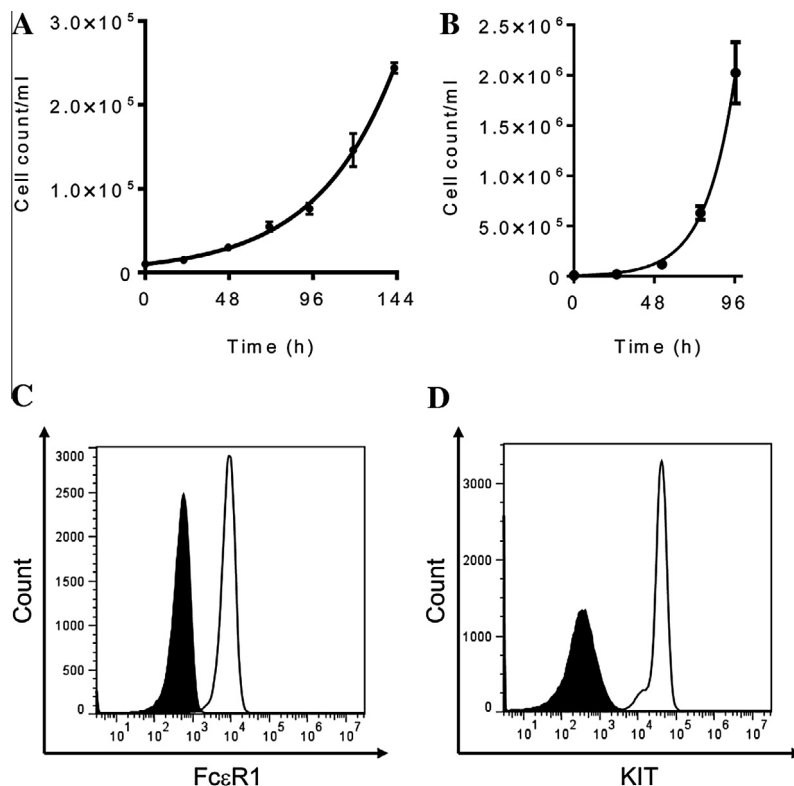 A
3.0×10⁵
2.0×10⁵
1.0×10⁵
0
Cell count/ml
0 48 96 144
Time (h)
B
2.5×10⁶
2.0×10⁶
1.5×10⁶
1.0×10⁶
5.0×10⁵
0
Cell count/ml
0 48 96
Time (h)
C
3000
2500
2000
1500
1000
500
0
Count
10¹ 10² 10³ 10⁴ 10⁵ 10⁶ 10⁷
FcεR1
D
3000
2000
1000
0
Count
10¹ 10² 10³ 10⁴ 10⁵ 10⁶ 10⁷
KIT